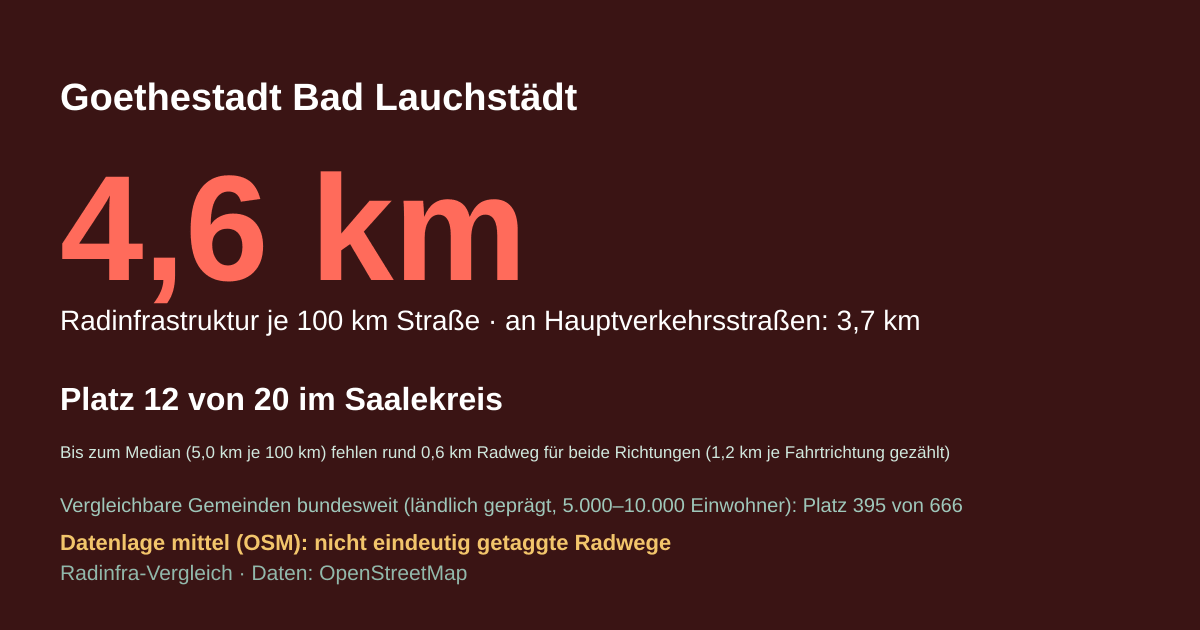 Goethestadt Bad Lauchstädt
4,6 km
Radinfrastruktur je 100 km Straße · an Hauptverkehrsstraßen: 3,7 km
Platz 12 von 20 im Saalekreis
Bis zum Median (5,0 km je 100 km) fehlen rund 0,6 km Radweg für beide Richtungen (1,2 km je Fahrtrichtung gezählt)
Vergleichbare Gemeinden bundesweit (ländlich geprägt, 5.000–10.000 Einwohner): Platz 395 von 666
Datenlage mittel (OSM): nicht eindeutig getaggte Radwege
Radinfra-Vergleich · Daten: OpenStreetMap